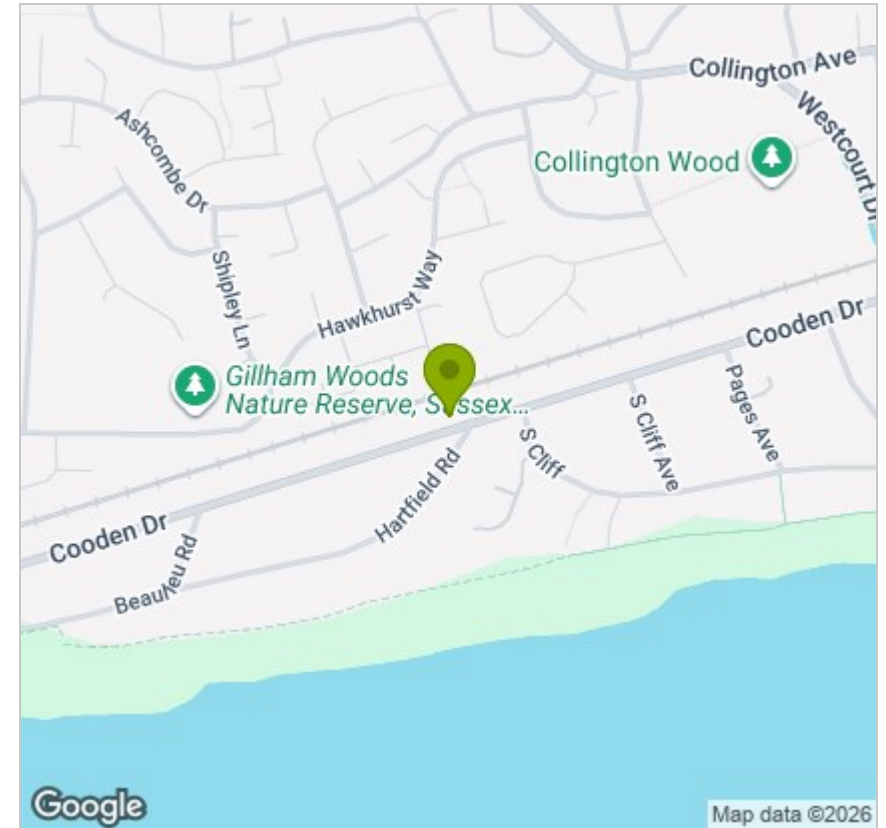 Collington Ave
Westcourt Dr
Collington Wood
Ashcombe Dr
Shipley Ln
Hawkhurst Way
Cooden Dr
Gillham Woods
Nature Reserve, Sussex...
Pages Ave
S Cliff Ave
S Cliff
Hartfield Rd
Cooden Dr
Beaulieu Rd
Google
Map data ©2026